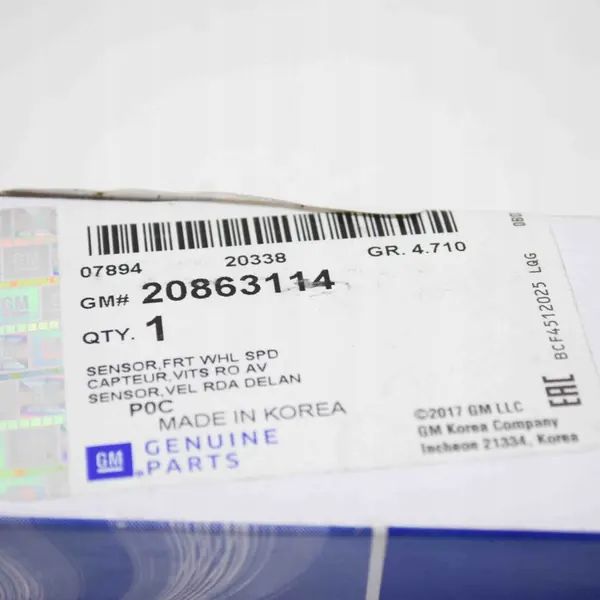 07894 20338 GR. 4.710
GM# 20863114
QTY. 1
SENSOR,FRT WHL SPD
CAPTEUR,VITS RO AV
SENSOR,VEL RDA DELAN
P0C
MADE IN KOREA
GM GENUINE
PARTS
©2017 GM LLC
GM Korea Company
Incheon 21334, Korea
EAC
BCF4512025 LQG
GM